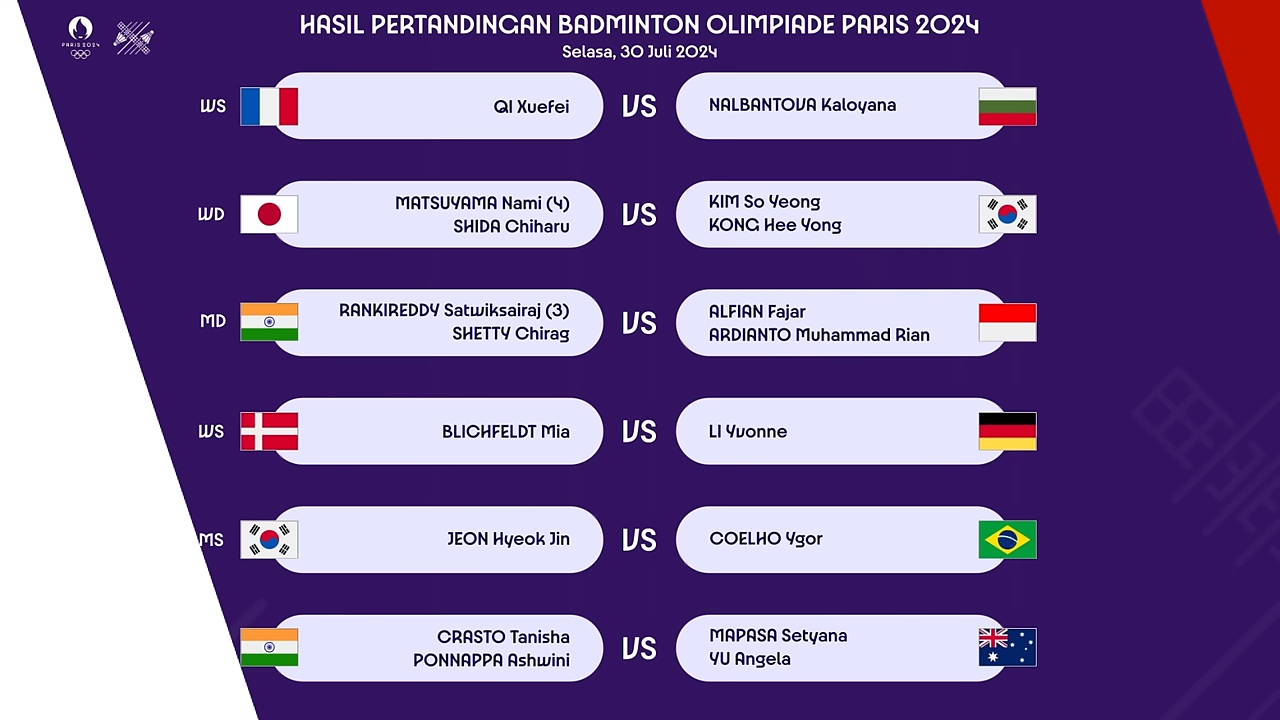 HASIL PERTANDINGAN BADMINTON OLIMPIADE PARIS 2024
Selasa, 30 Juli 2024
PARIS 2024
WS
QI Xuefei
VS
NALBANTOVA Kaloyana
WD
MATSUYAMA Nami (4)
SHIDA Chiharu
VS
KIM So Yeong
KONG Hee Yong
MD
RANKIREDDY Satwiksairaj (3)
SHETTY Chirag
VS
ALFIAN Fajar
ARDIANTO Muhammad Rian
WS
BLICHFELDT Mia
VS
LI Yvonne
MS
JEON Hyeok Jin
VS
COELHO Ygor
CRASTO Tanisha
PONNAPPA Ashwini
VS
MAPASA Setyana
YU Angela